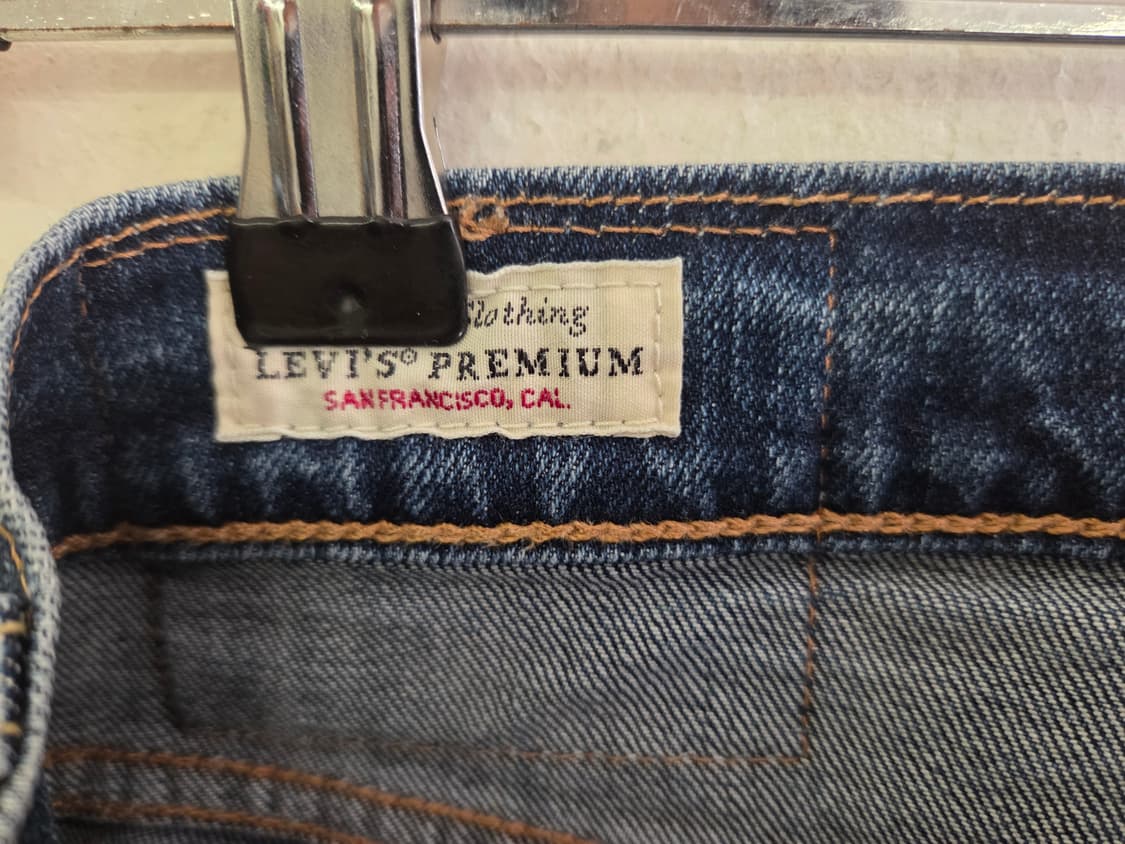 Clothing
LEVI'S® PREMIUM
SAN FRANCISCO, CAL.